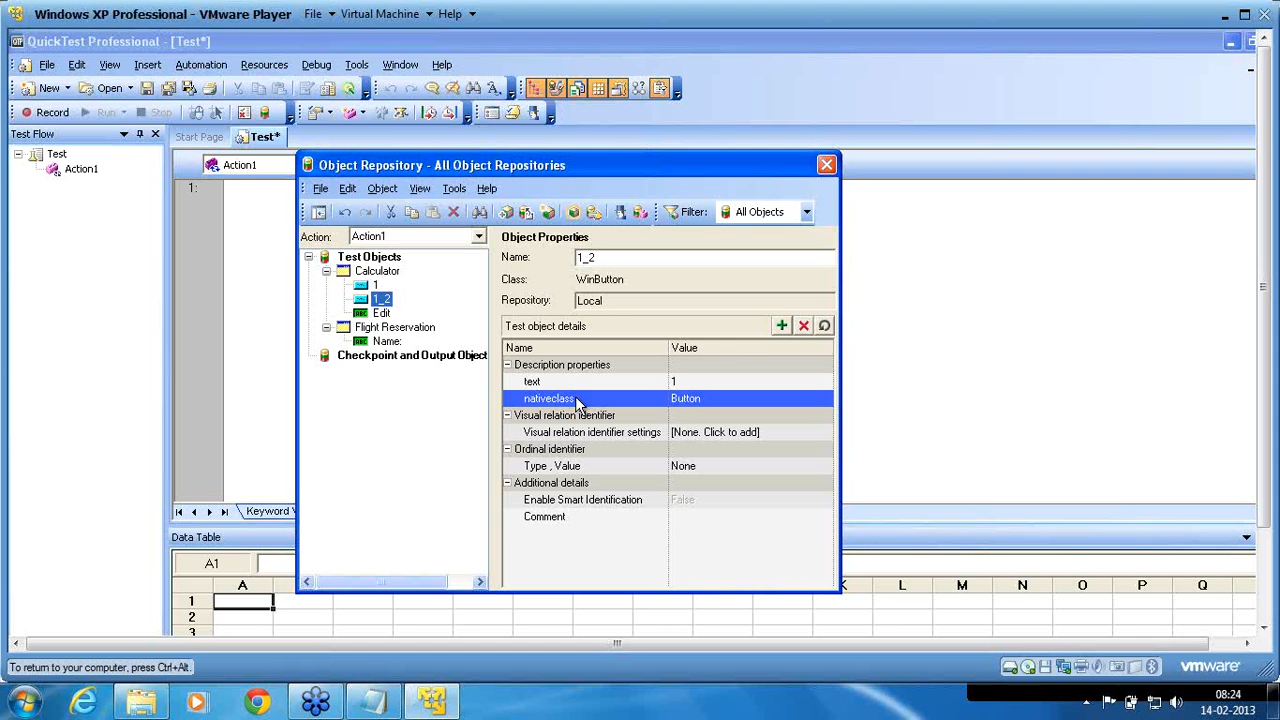 Windows XP Professional - VMware Player File Virtual Machine Help
QuickTest Professional - [Test*]
File Edit View Insert Automation Resources Debug Tools Window Help
New Open
Record Run Stop
Test Flow
Start Page Test*
Test
Action1
Action1
1:
Object Repository - All Object Repositories
File Edit Object View Tools Help
Filter: All Objects
Action: Action1
Object Properties
Test Objects
Name: 1_2
Calculator
Class: WinButton
1
1_2
Repository: Local
Edit
Flight Reservation
Test object details
Name:
Name Value
Checkpoint and Output Object
Description properties
text 1
nativeclass Button
Visual relation identifier
Visual relation identifier settings [None. Click to add]
Ordinal identifier
Type , Value None
Additional details
Enable Smart Identification False
Comment
Keyword V
Data Table
A1
A K L M N O P Q
1
2
3
To return to your computer, press Ctrl+Alt.
vmware
08:24
14-02-2013